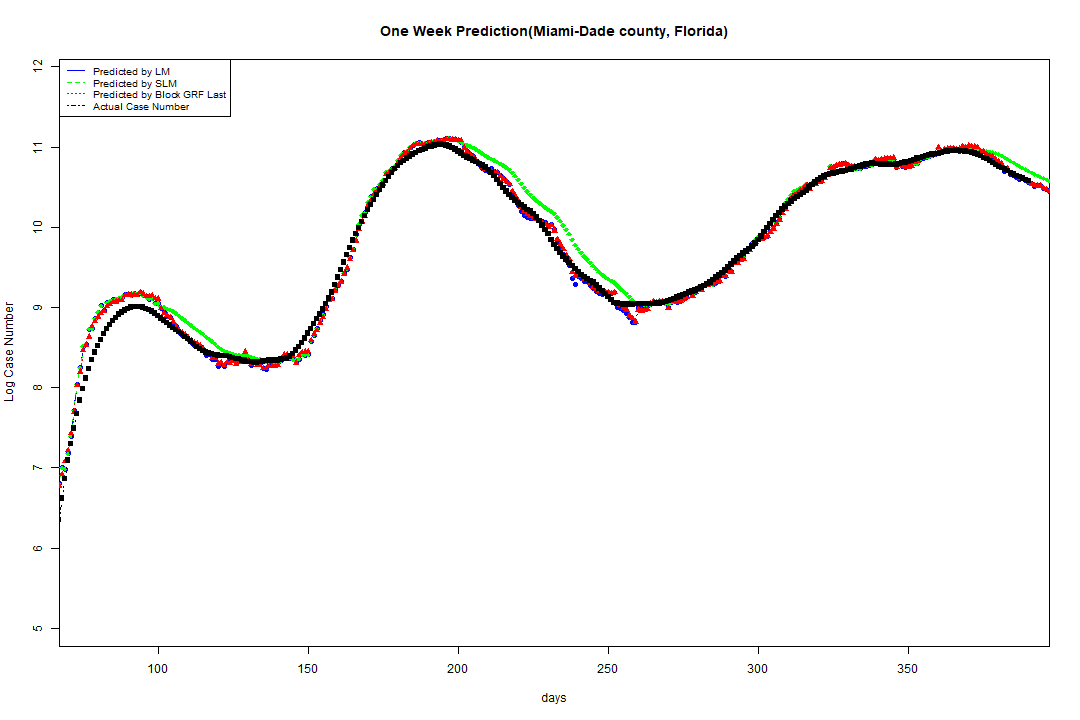 One Week Prediction(Miami-Dade county, Florida)
Predicted by LM
Predicted by SLM
Predicted by Block GRF Last
Actual Case Number
12
11
10
9
8
7
6
5
Log Case Number
100 150 200 250 300 350
days